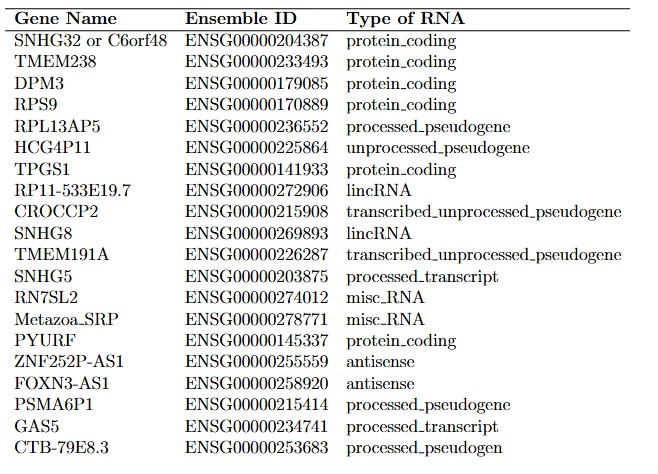 Gene Name Ensemble ID Type of RNA
SNHG32 or C6orf48 ENSG00000204387 protein_coding
TMEM238 ENSG00000233493 protein_coding
DPM3 ENSG00000179085 protein_coding
RPS9 ENSG00000170889 protein_coding
RPL13AP5 ENSG00000236552 processed_pseudogene
HCG4P11 ENSG00000225864 unprocessed_pseudogene
TPGS1 ENSG00000141933 protein_coding
RP11-533E19.7 ENSG00000272906 lincRNA
CROCCP2 ENSG00000215908 transcribed_unprocessed_pseudogene
SNHG8 ENSG00000269893 lincRNA
TMEM191A ENSG00000226287 transcribed_unprocessed_pseudogene
SNHG5 ENSG00000203875 processed_transcript
RN7SL2 ENSG00000274012 misc_RNA
Metazoa_SRP ENSG00000278771 misc_RNA
PYURF ENSG00000145337 protein_coding
ZNF252P-AS1 ENSG00000255559 antisense
FOXN3-AS1 ENSG00000258920 antisense
PSMA6P1 ENSG00000215414 processed_pseudogene
GAS5 ENSG00000234741 processed_transcript
CTB-79E8.3 ENSG00000253683 processed_pseudogen